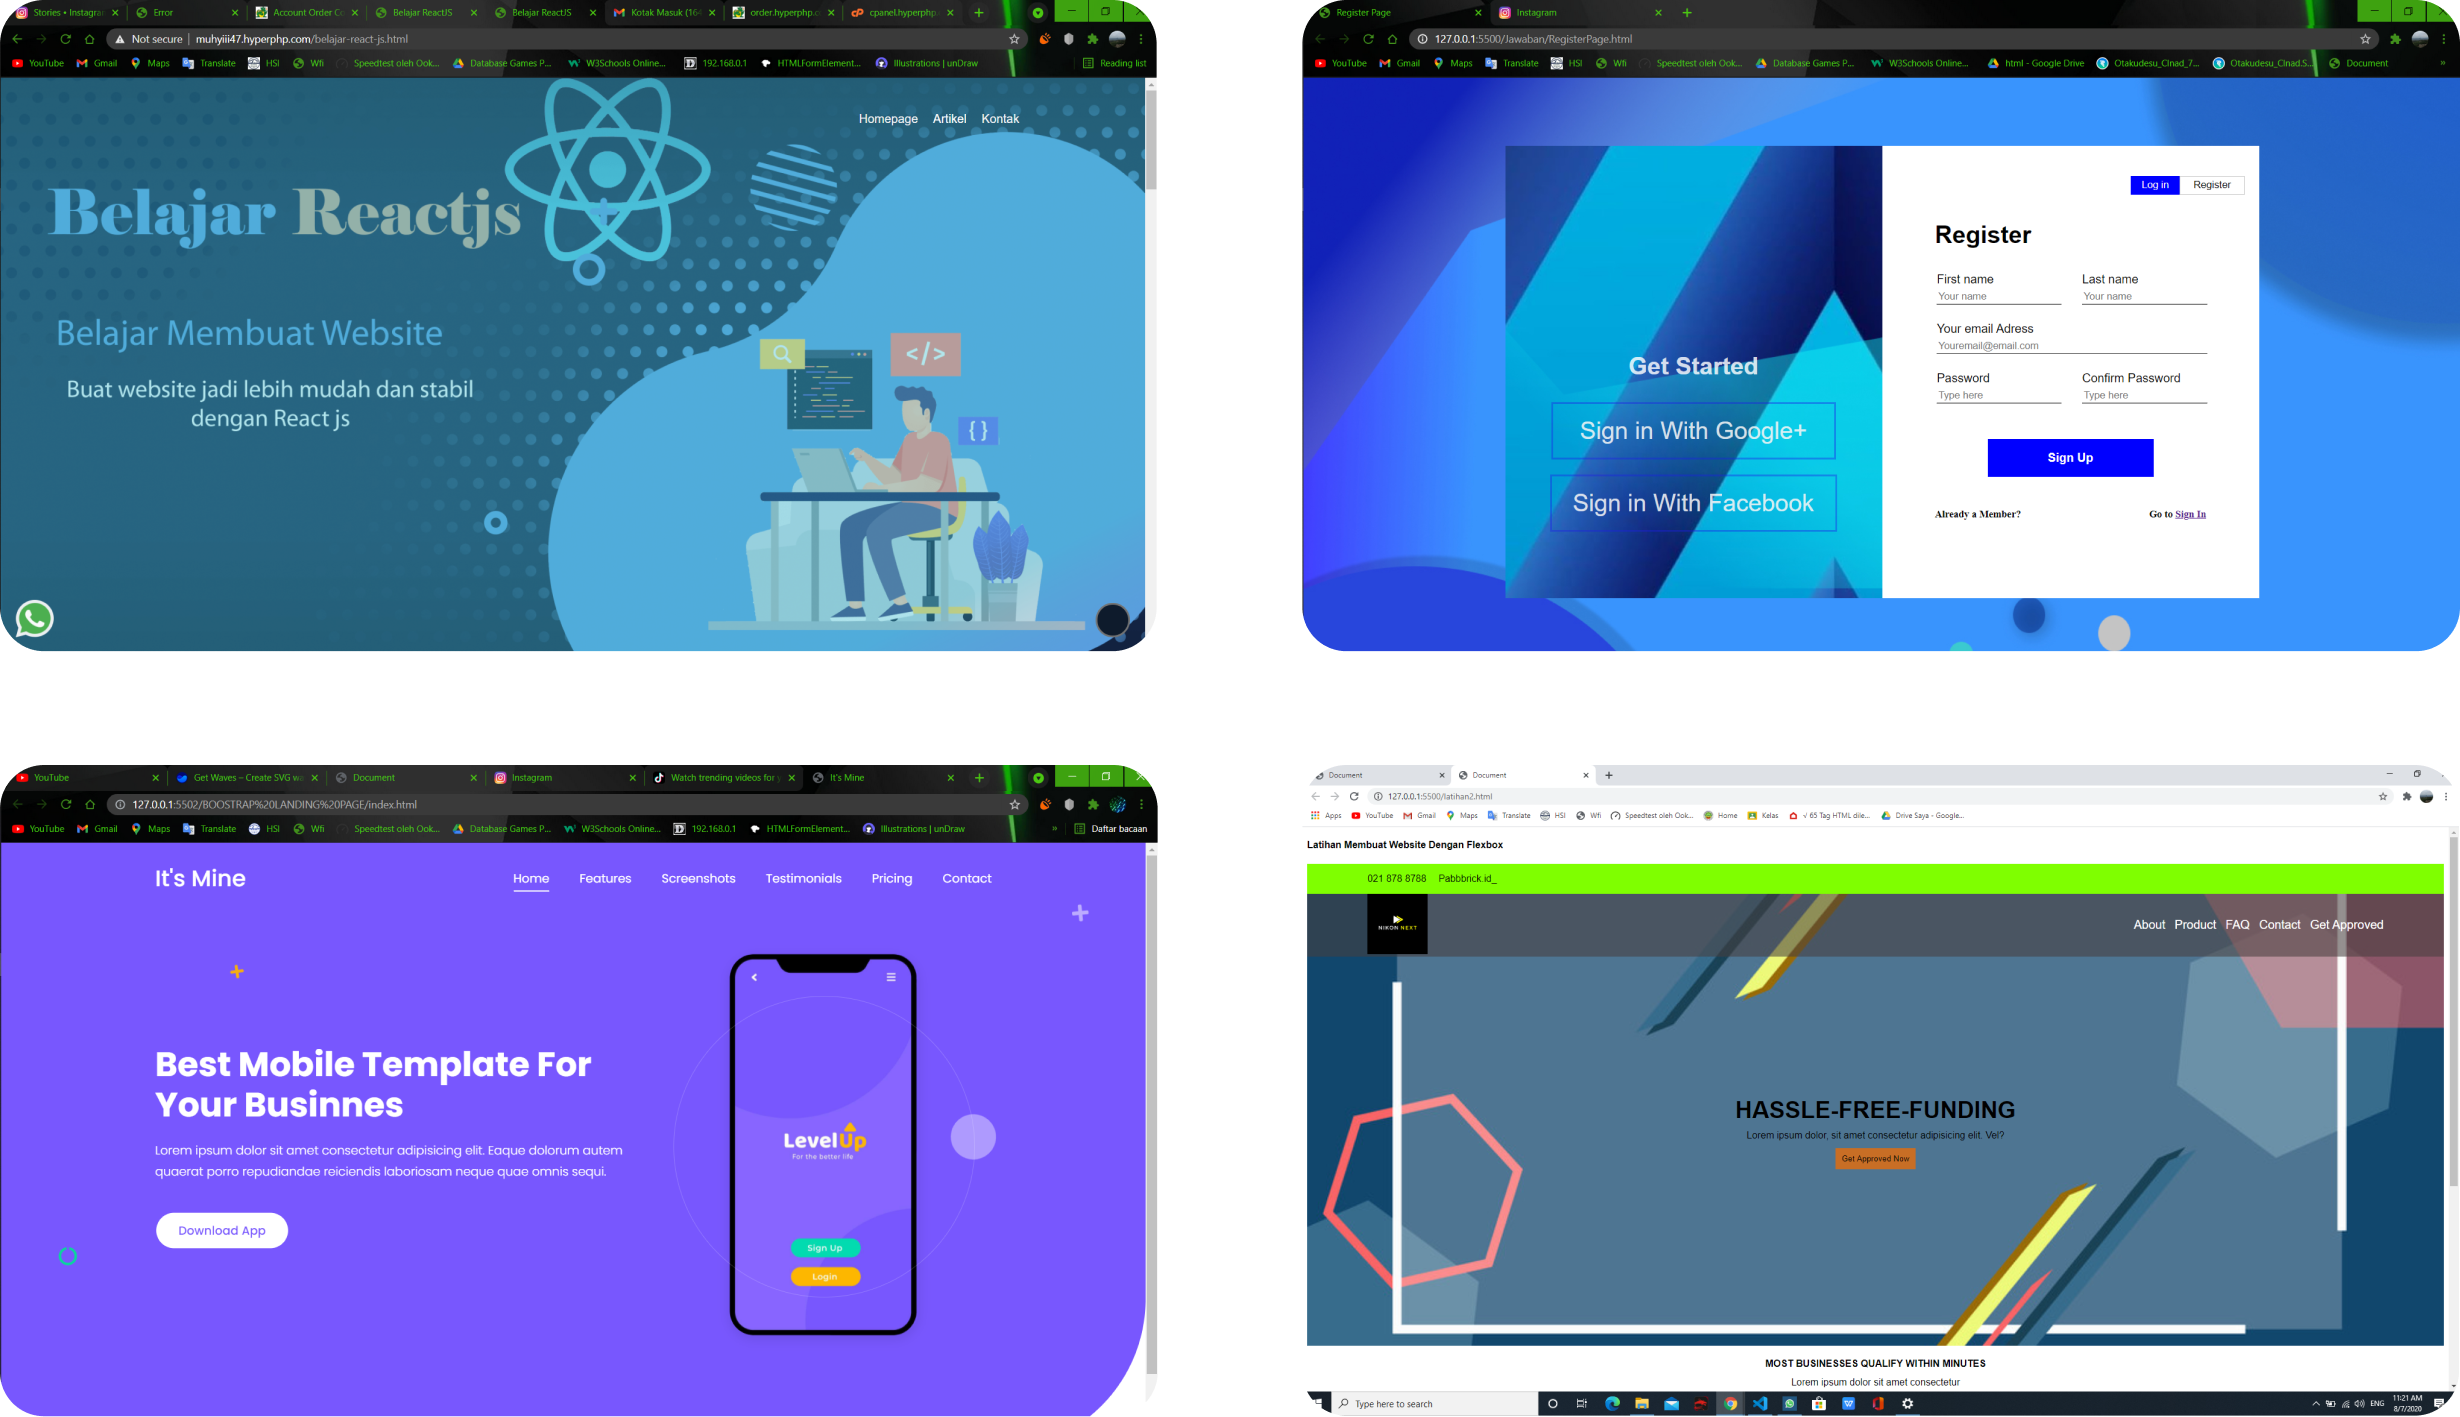 Stories • Instagra
Error
Account Order Co
Belajar ReactJS
Belajar ReactJS
Kotak Masuk (164
order.hyperphp.c
cpanel.hyperphp.
Not secure | muhyiii47.hyperphp.com/belajar-react-js.html
YouTube Gmail Maps Translate HSI Wfi Speedtest oleh Ook... Database Games P... W3Schools Online... 192.168.0.1 HTMLFormElement... Illustrations | unDraw Reading list
Homepage Artikel Kontak
Belajar Reactjs
Belajar Membuat Website
Buat website jadi lebih mudah dan stabil
dengan React js
</>
{}
Register Page
Instagram
127.0.0.1:5500/Jawaban/RegisterPage.html
YouTube Gmail Maps Translate HSI Wfi Speedtest oleh Ook... Database Games P... W3Schools Online... html - Google Drive Otakudesu_Clnad_7... Otakudesu_Clnad.S... Document »
Log in Register
Register
First name Last name
Your name Your name
Your email Adress
Youremail@email.com
Password Confirm Password
Type here Type here
Sign Up
Already a Member? Go to Sign In
Get Started
Sign in With Google+
Sign in With Facebook
YouTube
Get Waves – Create SVG wa
Document
Instagram
Watch trending videos for y
It's Mine
127.0.0.1:5502/BOOSTRAP%20LANDING%20PAGE/index.html
YouTube Gmail Maps Translate HSI Wfi Speedtest oleh Ook... Database Games P... W3Schools Online... 192.168.0.1 HTMLFormElement... Illustrations | unDraw » Daftar bacaan
It's Mine
Home Features Screenshots Testimonials Pricing Contact
Best Mobile Template For
Your Businnes
Lorem ipsum dolor sit amet consectetur adipisicing elit. Eaque dolorum autem
quaerat porro repudiandae reiciendis laboriosam neque quae omnis sequi.
Download App
LevelUp
For the better life
Sign Up
Login
Document
Document
127.0.0.1:5500/latihan2.html
Apps YouTube Gmail Maps Translate HSI Wfi Speedtest oleh Ook... Home Kelas √ 65 Tag HTML dile... Drive Saya - Google...
Latihan Membuat Website Dengan Flexbox
021 878 8788 Pabbbrick.id_
NIKON NEXT
About Product FAQ Contact Get Approved
HASSLE-FREE-FUNDING
Lorem ipsum dolor, sit amet consectetur adipisicing elit. Vel?
Get Approved Now
MOST BUSINESSES QUALIFY WITHIN MINUTES
Lorem ipsum dolor sit amet consectetur
Type here to search
ENG
11:21 AM
8/7/2020